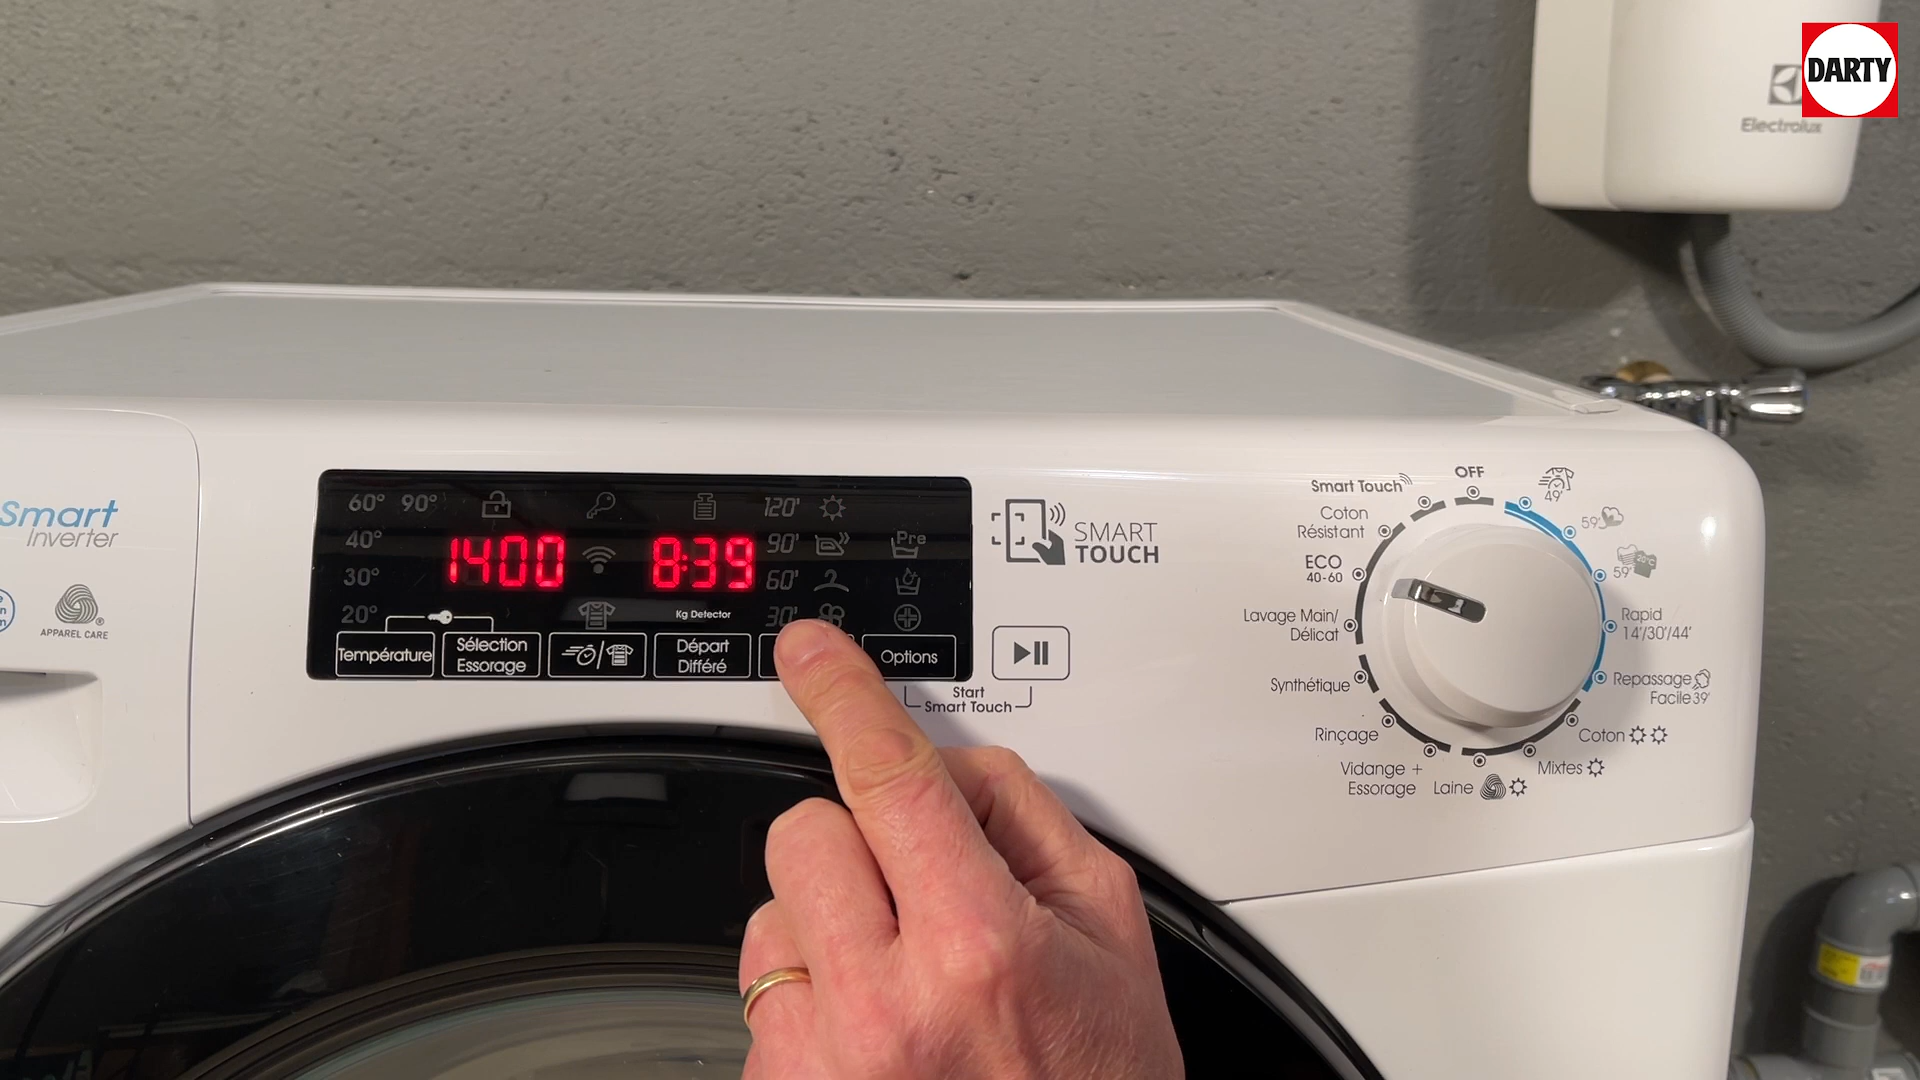 DARTY
Electrolux
Smart
Inverter
APPAREL CARE
60° 90°
40°
30°
20°
1400
8:39
Kg Detector
120'
90'
60'
30'
Pre
Température
Sélection
Essorage
Départ
Différé
Options
Start
Smart Touch
SMART
TOUCH
OFF
Smart Touch
Coton
Résistant
ECO
40-60
Lavage Main/
Délicat
Synthétique
Rinçage
Vidange +
Essorage
Laine
Mixtes
Coton
Repassage
Facile 39'
Rapid
14'/30'/44'
59'
20°C
59'
49'